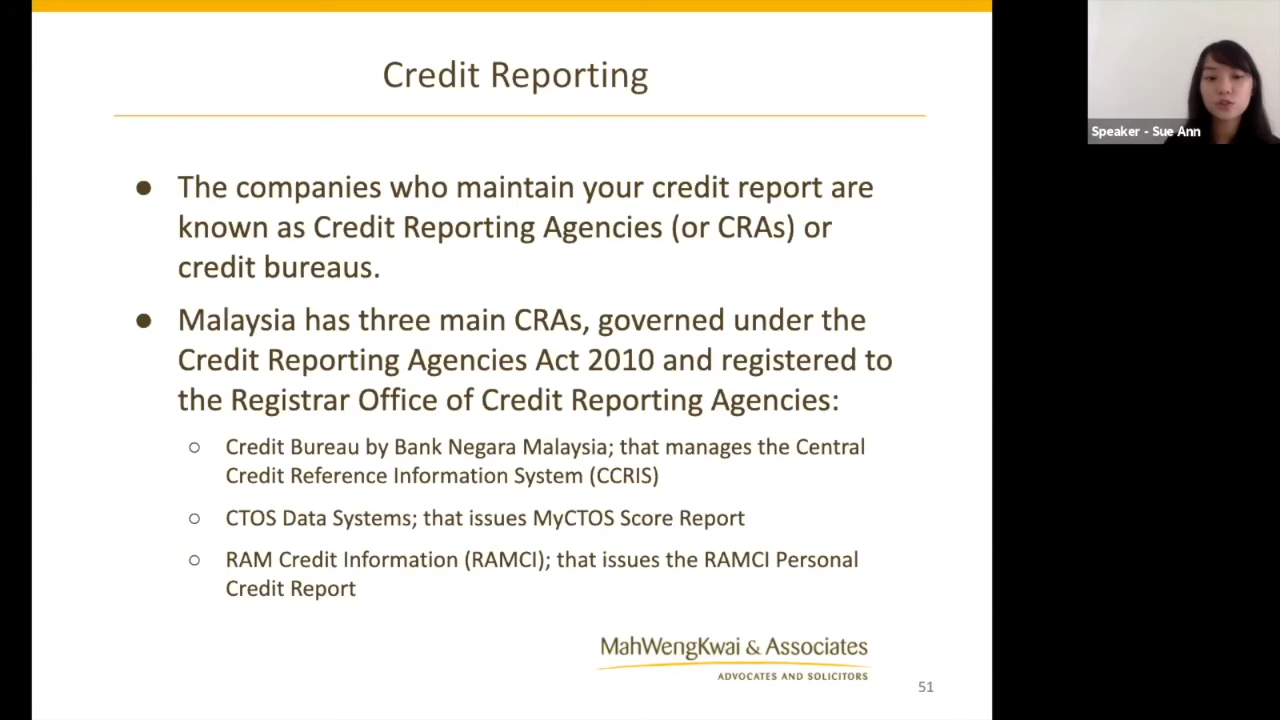 Credit Reporting
Speaker - Sue Ann
● The companies who maintain your credit report are
known as Credit Reporting Agencies (or CRAs) or
credit bureaus.
● Malaysia has three main CRAs, governed under the
Credit Reporting Agencies Act 2010 and registered to
the Registrar Office of Credit Reporting Agencies:
○ Credit Bureau by Bank Negara Malaysia; that manages the Central
Credit Reference Information System (CCRIS)
○ CTOS Data Systems; that issues MyCTOS Score Report
○ RAM Credit Information (RAMCI); that issues the RAMCI Personal
Credit Report
MahWengKwai & Associates
ADVOCATES AND SOLICITORS
51